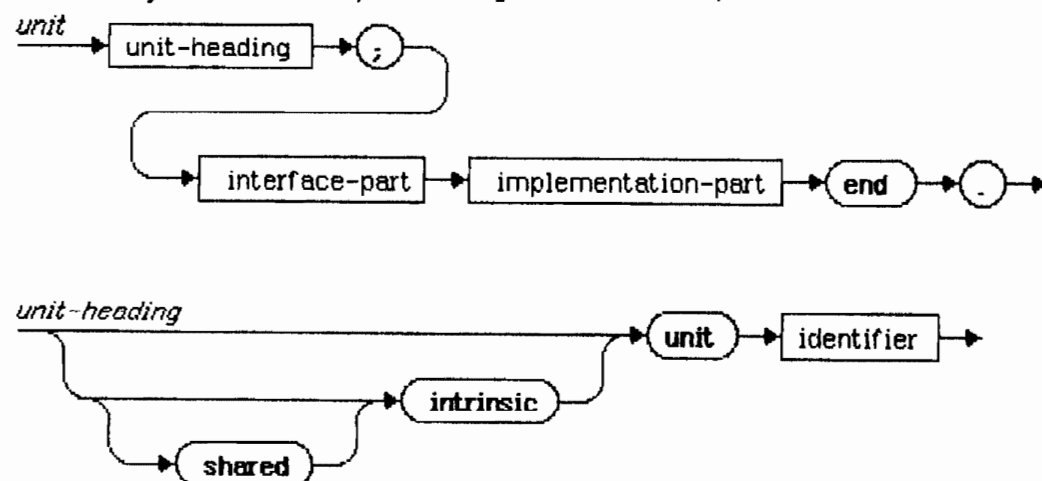 unit
unit-heading ;
interface-part implementation-part end .
unit-heading
unit identifier
intrinsic
shared